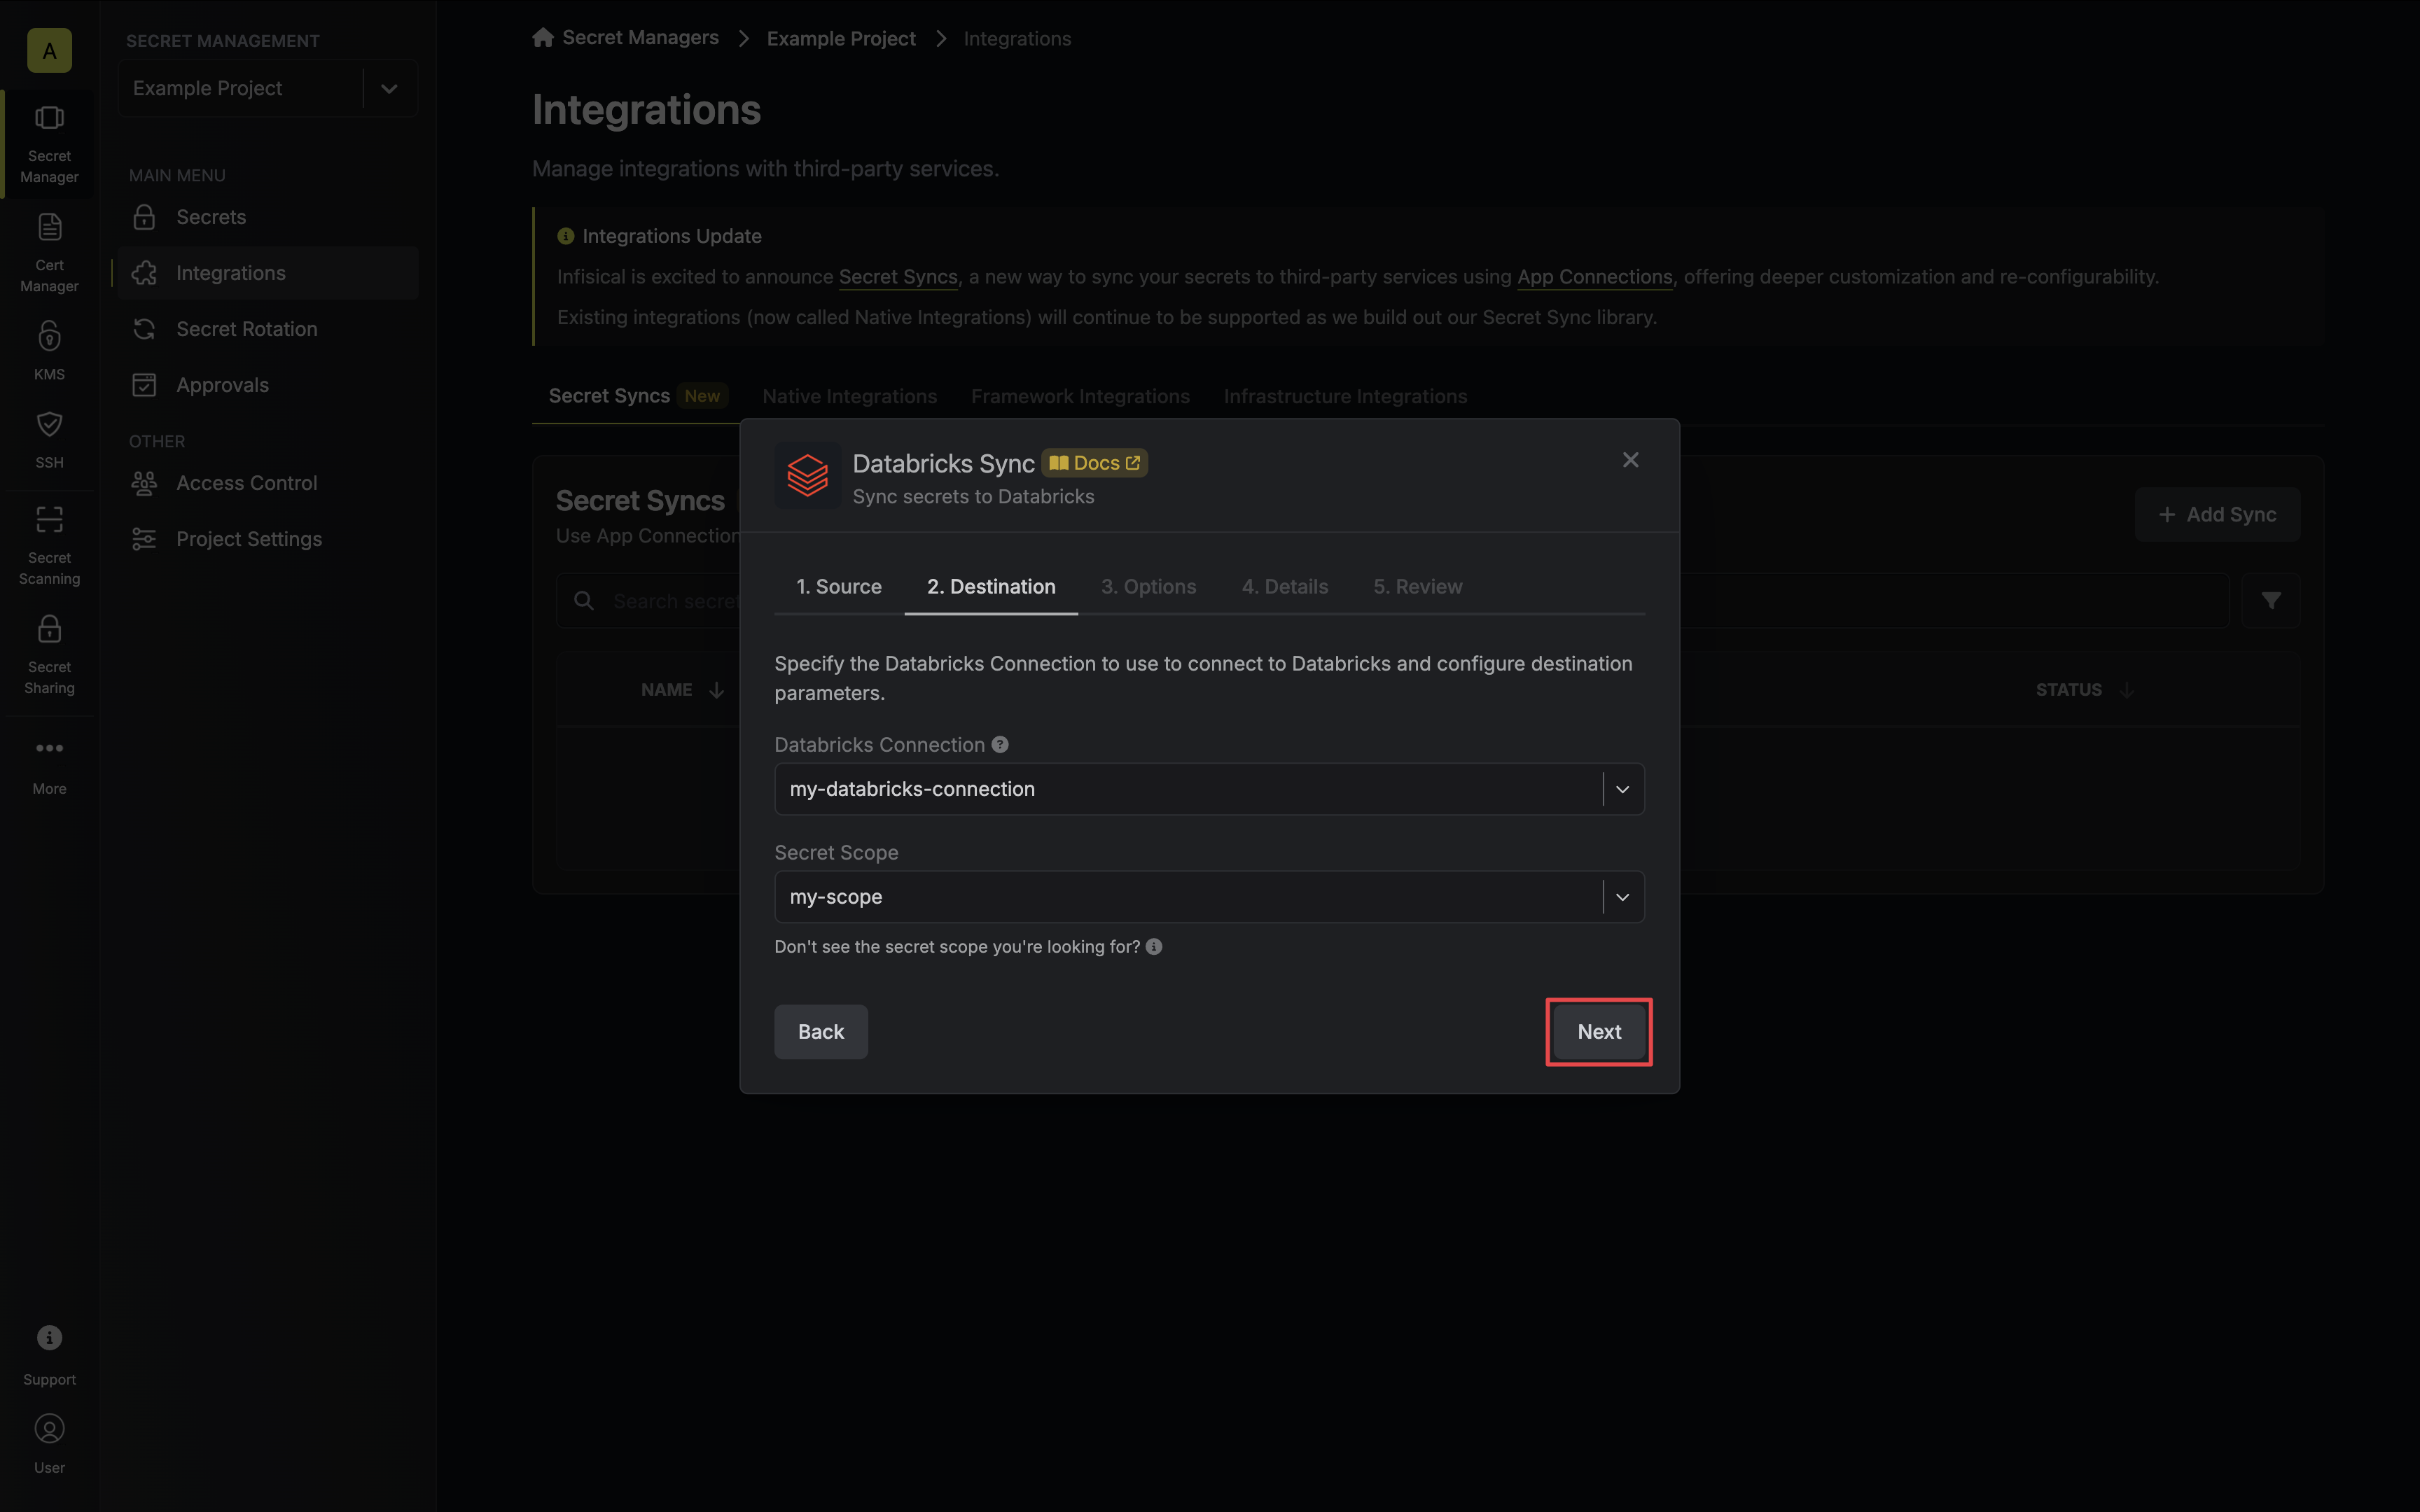 A
Secret
Manager
Cert
Manager
KMS
SSH
Secret
Scanning
Secret
Sharing
More
Support
User
SECRET MANAGEMENT
Example Project
MAIN MENU
Secrets
Integrations
Secret Rotation
Approvals
OTHER
Access Control
Project Settings
Secret Managers > Example Project > Integrations
Integrations
Manage integrations with third-party services.
Integrations Update
Infisical is excited to announce Secret Syncs, a new way to sync your secrets to third-party services using App Connections, offering deeper customization and re-configurability.
Existing integrations (now called Native Integrations) will continue to be supported as we build out our Secret Sync library.
Secret Syncs New Native Integrations Framework Integrations Infrastructure Integrations
Secret Syncs
Use App Connection
+ Add Sync
Search secret
NAME
STATUS
Databricks Sync Docs
Sync secrets to Databricks
1. Source 2. Destination 3. Options 4. Details 5. Review
Specify the Databricks Connection to use to connect to Databricks and configure destination
parameters.
Databricks Connection
my-databricks-connection
Secret Scope
my-scope
Don't see the secret scope you're looking for?
Back
Next